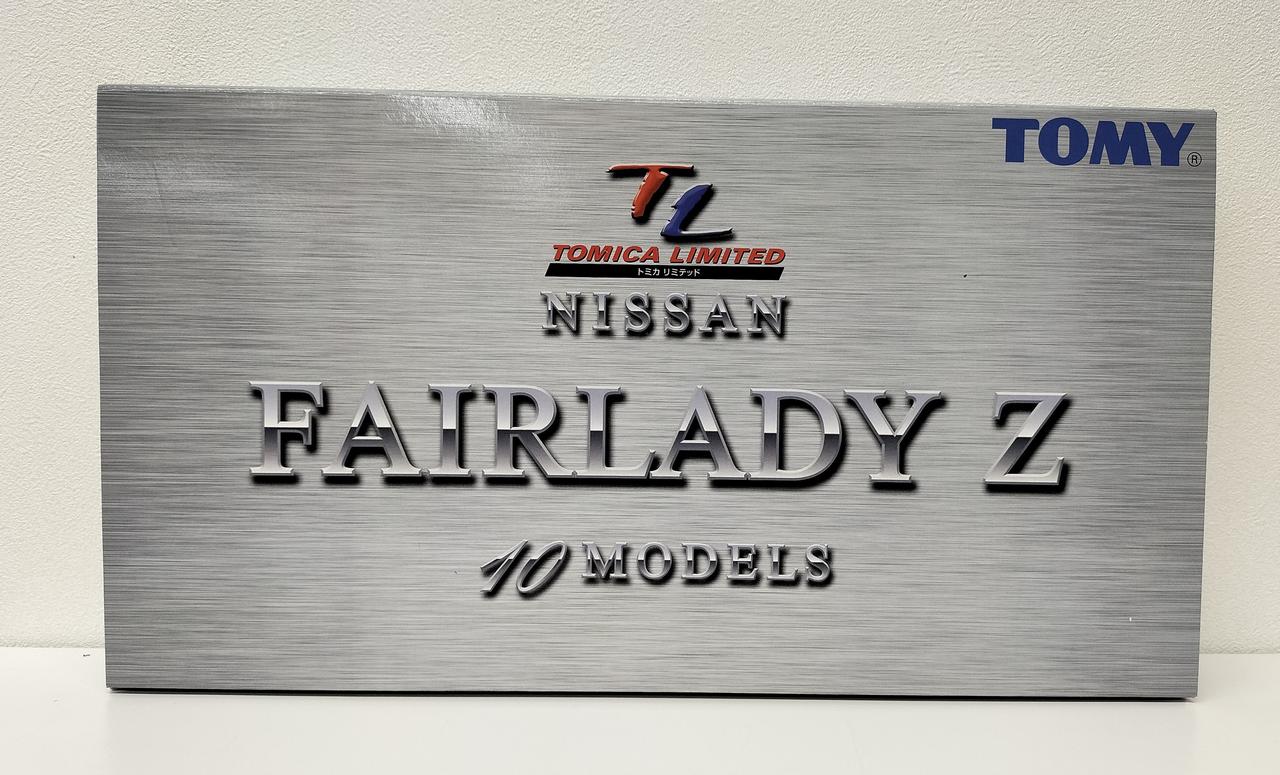 TOMY®
TL
TOMICA LIMITED
トミカ リミテッド
NISSAN
FAIRLADY Z
10 MODELS